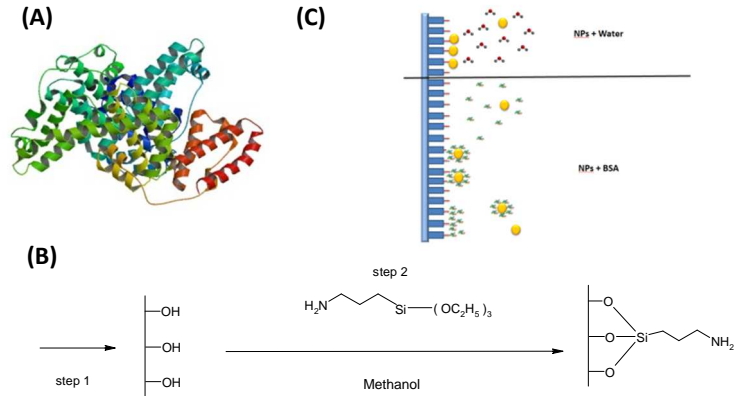 (A)
(C)
NPs + Water
NPs + BSA
(B)
step 2
H₂N
Si
( OC₂H₅ )₃
OH
OH
OH
step 1
Methanol
O
O
O
Si
NH₂